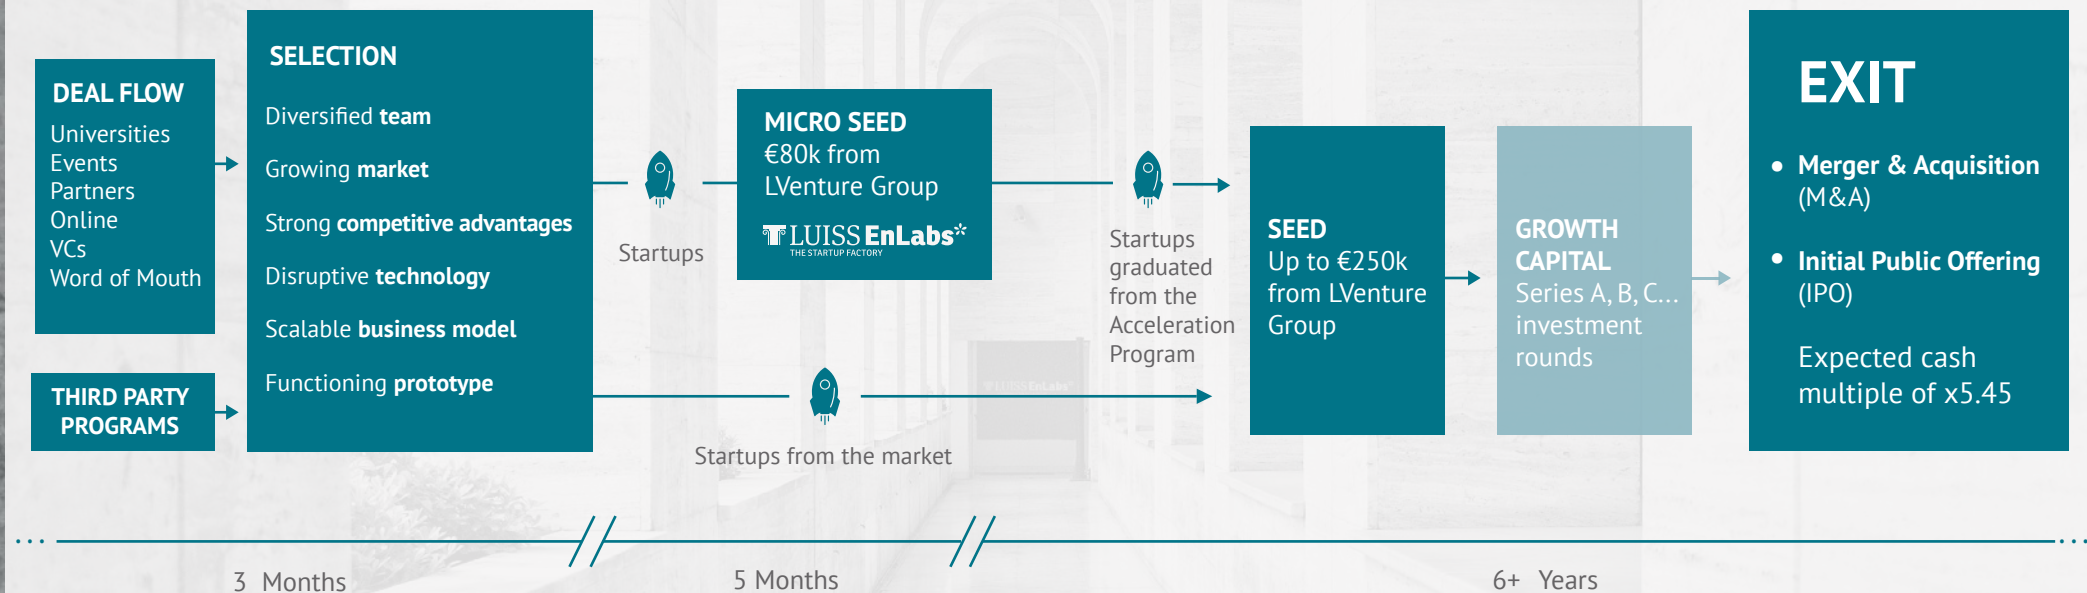 DEAL FLOW
Universities
Events
Partners
Online
VCs
Word of Mouth
THIRD PARTY
PROGRAMS
SELECTION
Diversified team
Growing market
Strong competitive advantages
Disruptive technology
Scalable business model
Functioning prototype
Startups
MICRO SEED
€80k from
LVenture Group
LUISS EnLabs
THE STARTUP FACTORY
Startups
graduated
from the
Acceleration
Program
Startups from the market
LUISS EnLabs
SEED
Up to €250k
from LVenture
Group
GROWTH
CAPITAL
Series A, B, C...
investment
rounds
EXIT
• Merger & Acquisition
(M&A)
• Initial Public Offering
(IPO)
Expected cash
multiple of x5.45
3 Months
5 Months
6+ Years